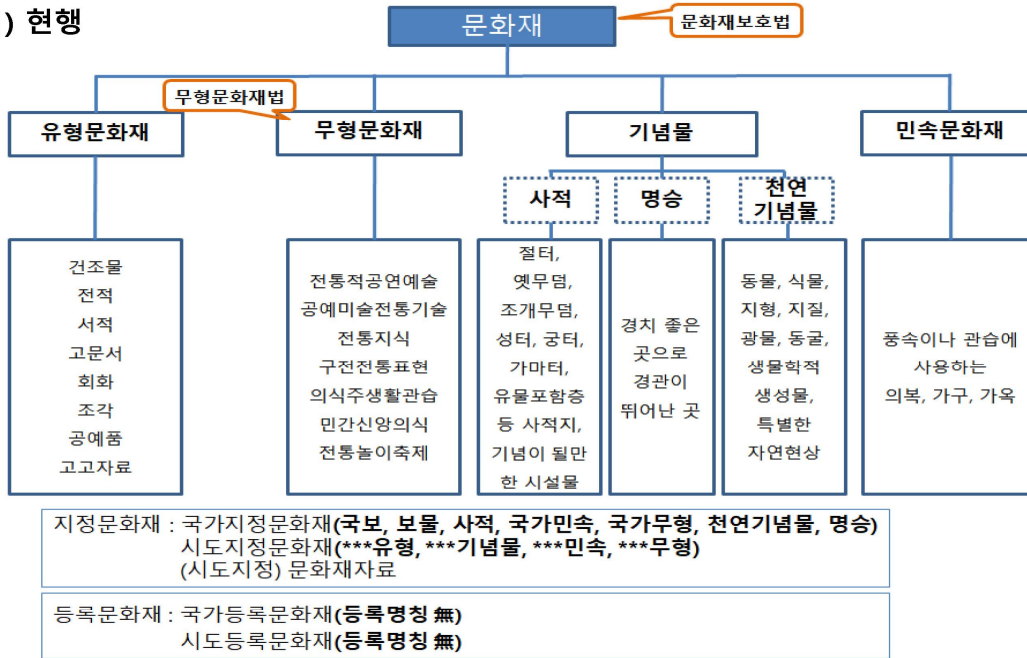 ) 현행
문화재
문화재보호법
무형문화재법
유형문화재
무형문화재
기념물
민속문화재
사적
명승
천연
기념물
건조물
전적
서적
고문서
회화
조각
공예품
고고자료
전통적공연예술
공예미술전통기술
전통지식
구전전통표현
의식주생활관습
민간신앙의식
전통놀이축제
절터,
옛무덤,
조개무덤,
성터, 궁터,
가마터,
유물포함층
등 사적지,
기념이 될만
한 시설물
경치 좋은
곳으로
경관이
뛰어난 곳
동물, 식물,
지형, 지질,
광물, 동굴,
생물학적
생성물,
특별한
자연현상
풍속이나 관습에
사용하는
의복, 가구, 가옥
지정문화재 : 국가지정문화재(국보, 보물, 사적, 국가민속, 국가무형, 천연기념물, 명승)
시도지정문화재(***유형, ***기념물, ***민속, ***무형)
(시도지정) 문화재자료
등록문화재 : 국가등록문화재(등록명칭 無)
시도등록문화재(등록명칭 無)